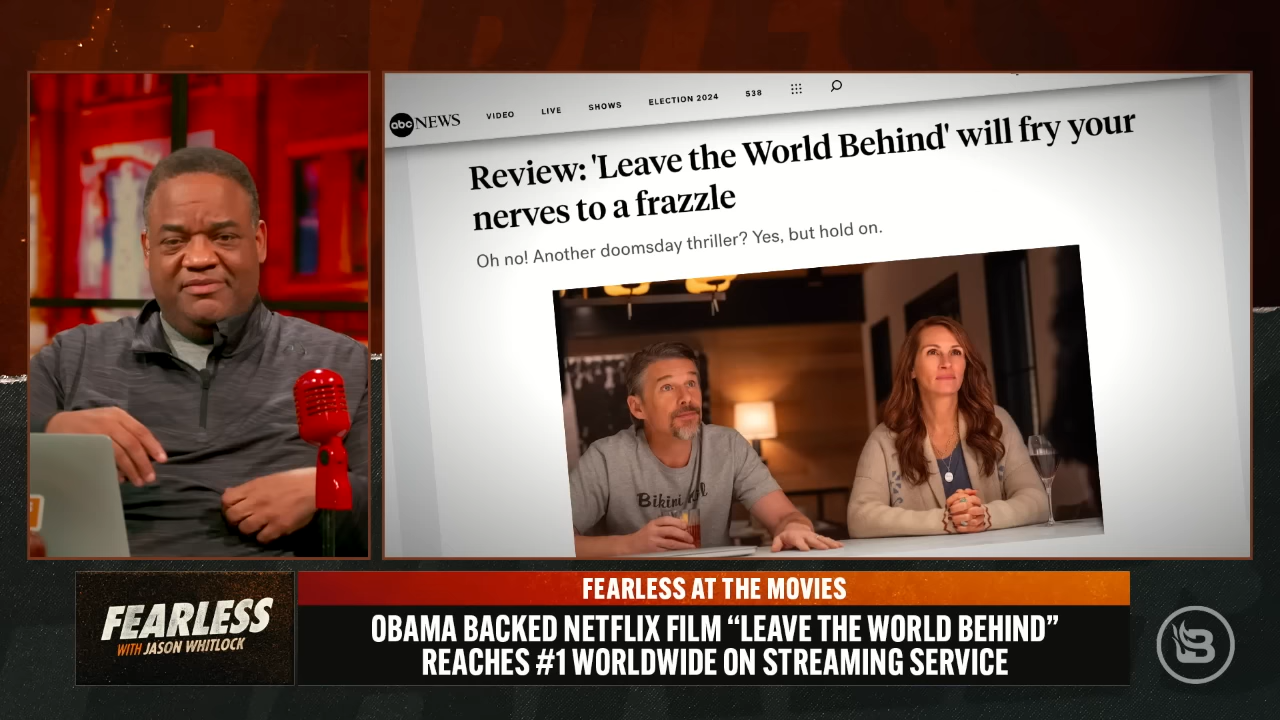 abc NEWS VIDEO LIVE SHOWS ELECTION 2024 538
Review: 'Leave the World Behind' will fry your
nerves to a frazzle
Oh no! Another doomsday thriller? Yes, but hold on.
Bikini
FEARLESS
WITH JASON WHITLOCK
FEARLESS AT THE MOVIES
OBAMA BACKED NETFLIX FILM “LEAVE THE WORLD BEHIND”
REACHES #1 WORLDWIDE ON STREAMING SERVICE
B